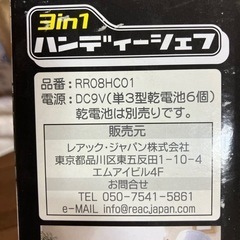 3in1
ハンディーシェフ
品番：RR08HC01
電源：DC9V（単3型乾電池6個）
乾電池は別売りです。
販売元
レアック・ジャパン株式会社
東京都品川区東五反田1-10-4
エムアイビル4F
お問合せ
TEL 050-7541-5861
e-MAIL info@reacjapan.com